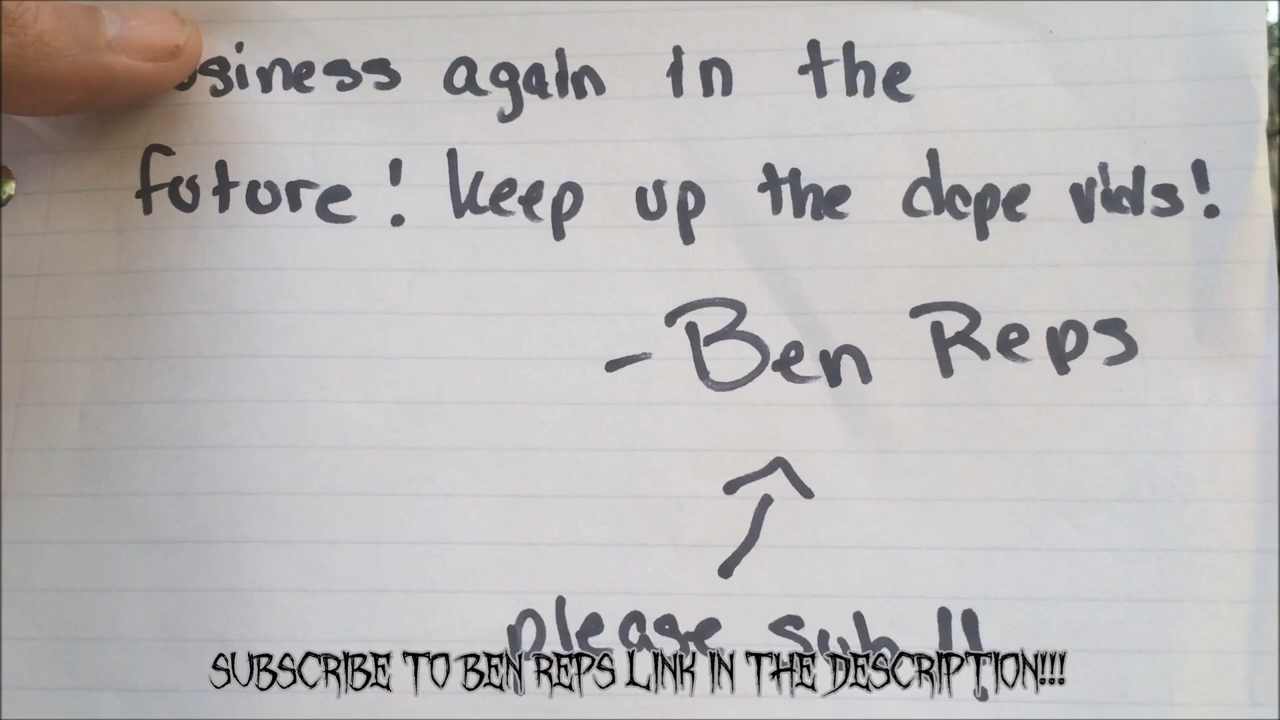 usiness again in the
future! keep up the dope vids!
- Ben Reps
please sub!!
SUBSCRIBE TO BEN REPS LINK IN THE DESCRIPTION!!!